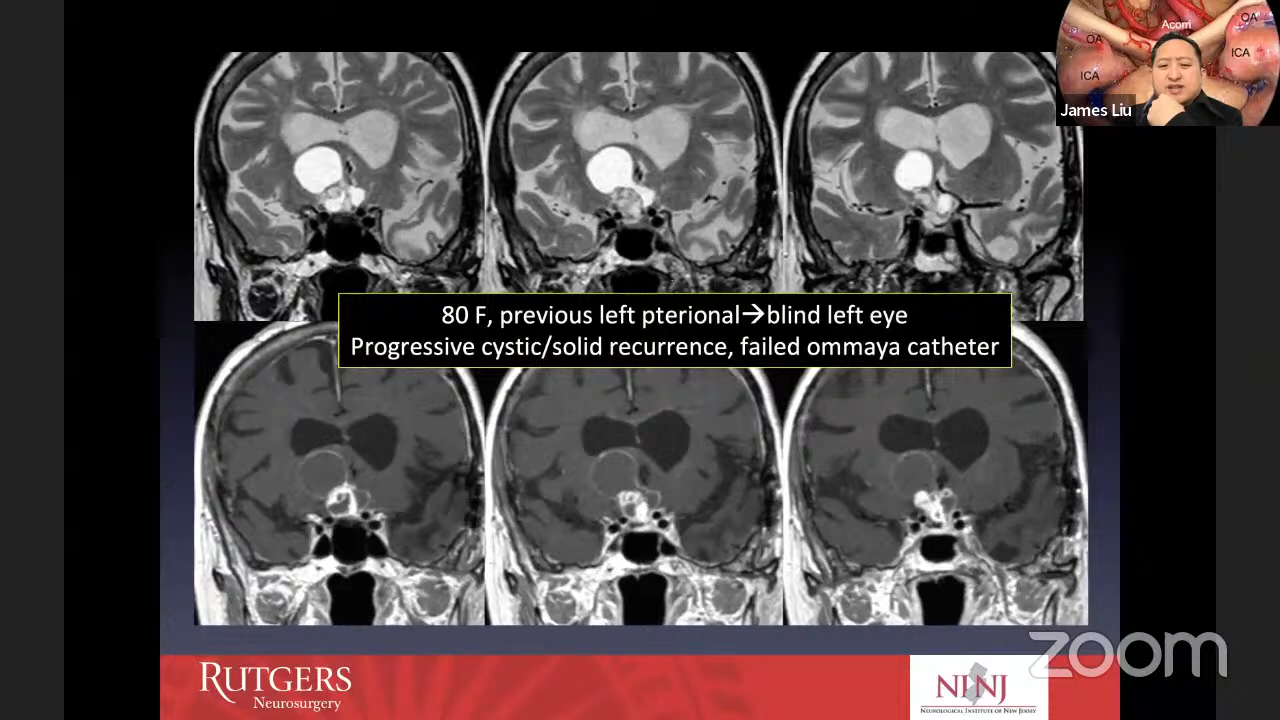 OA
Acom
OA
ICA
ICA
James Liu
80 F, previous left pterional→blind left eye
Progressive cystic/solid recurrence, failed ommaya catheter
zoom
RUTGERS
Neurosurgery
NINJ
NEUROLOGICAL INSTITUTE OF NEW JERSEY